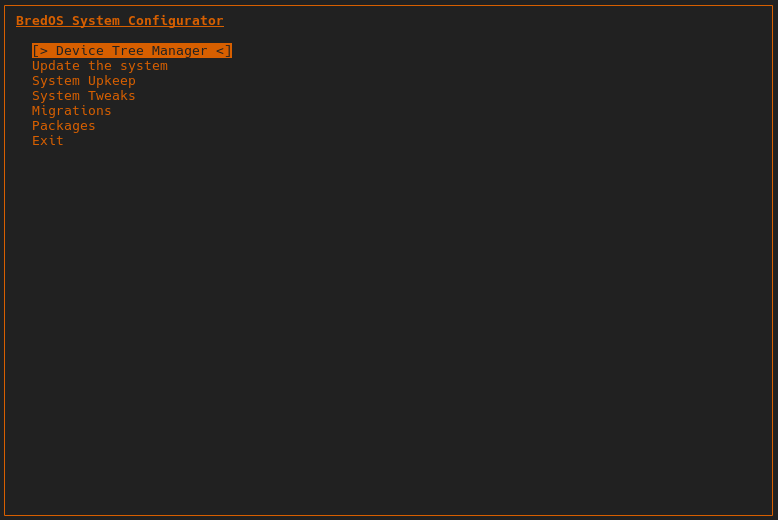 BredOS System Configurator
[> Device Tree Manager <]
Update the system
System Upkeep
System Tweaks
Migrations
Packages
Exit